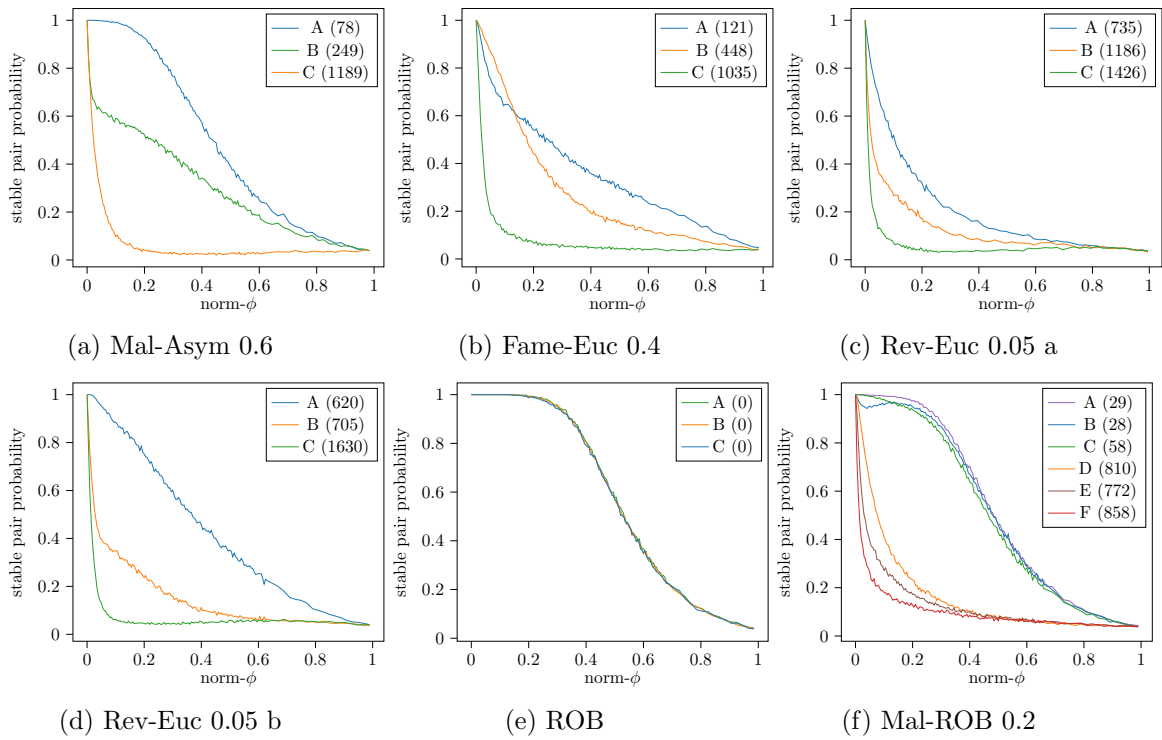 A (78)
B (249)
C (1189)
stable pair probability
1
0.8
0.6
0.4
0.2
0
0 0.2 0.4 0.6 0.8 1
norm-ϕ
(a) Mal-Asym 0.6
A (121)
B (448)
C (1035)
stable pair probability
1
0.8
0.6
0.4
0.2
0
0 0.2 0.4 0.6 0.8 1
norm-ϕ
(b) Fame-Euc 0.4
A (735)
B (1186)
C (1426)
stable pair probability
1
0.8
0.6
0.4
0.2
0
0 0.2 0.4 0.6 0.8 1
norm-ϕ
(c) Rev-Euc 0.05 a
A (620)
B (705)
C (1630)
stable pair probability
1
0.8
0.6
0.4
0.2
0
0 0.2 0.4 0.6 0.8 1
norm-ϕ
(d) Rev-Euc 0.05 b
A (0)
B (0)
C (0)
stable pair probability
1
0.8
0.6
0.4
0.2
0
0 0.2 0.4 0.6 0.8 1
norm-ϕ
(e) ROB
A (29)
B (28)
C (58)
D (810)
E (772)
F (858)
stable pair probability
1
0.8
0.6
0.4
0.2
0
0 0.2 0.4 0.6 0.8 1
norm-ϕ
(f) Mal-ROB 0.2